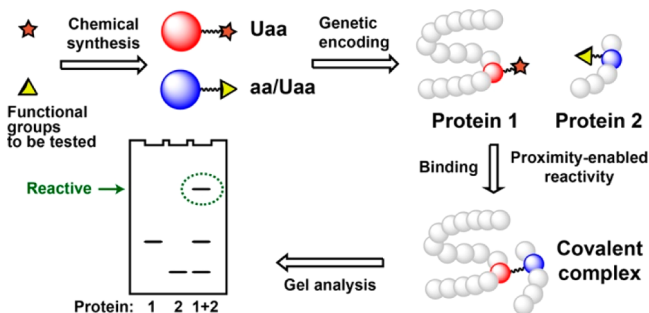 Chemical
synthesis
Uaa
aa/Uaa
Genetic
encoding
Functional
groups
to be tested
Protein 1
Protein 2
Binding
Proximity-enabled
reactivity
Reactive
Covalent
complex
Gel analysis
Protein: 1 2 1+2